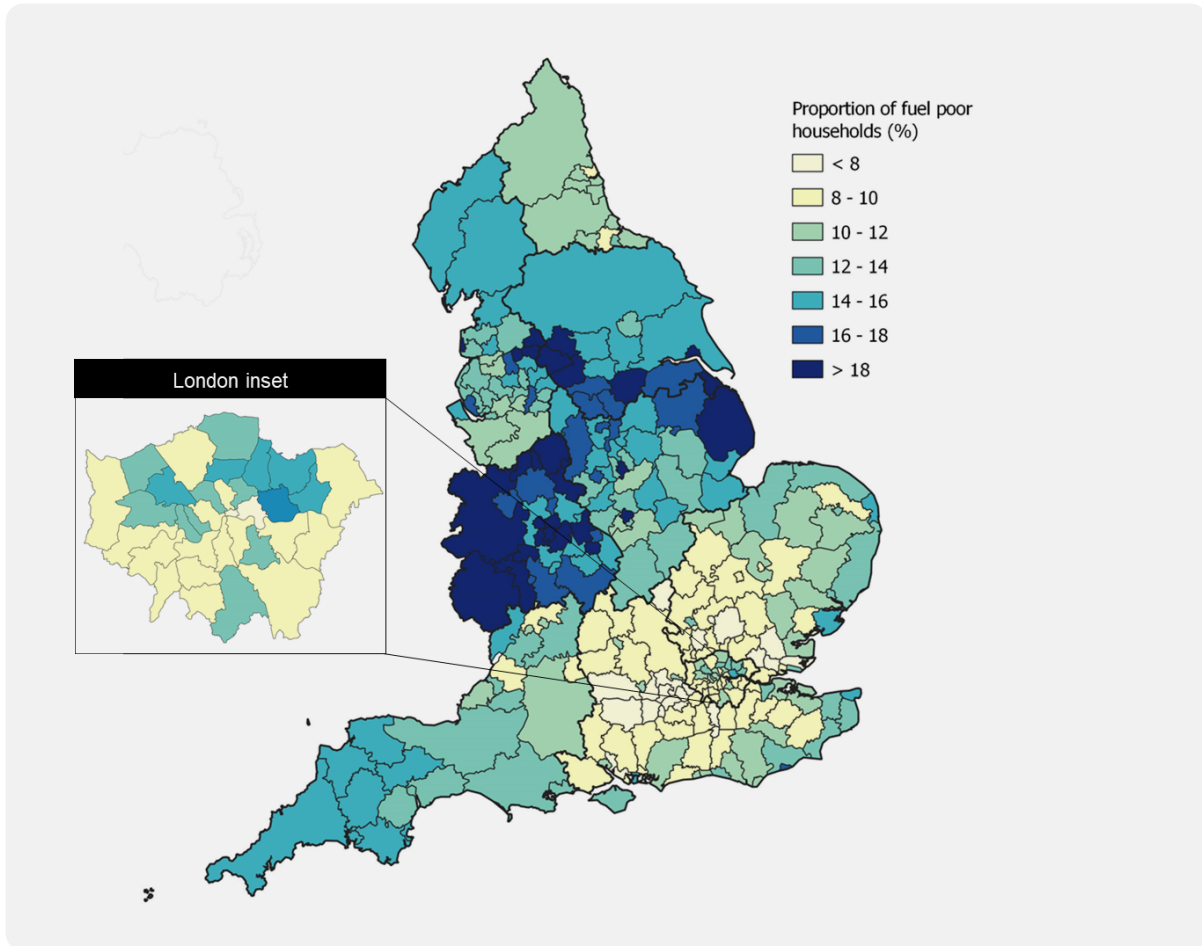 Proportion of fuel poor
households (%)
< 8
8 - 10
10 - 12
12 - 14
14 - 16
16 - 18
> 18
London inset